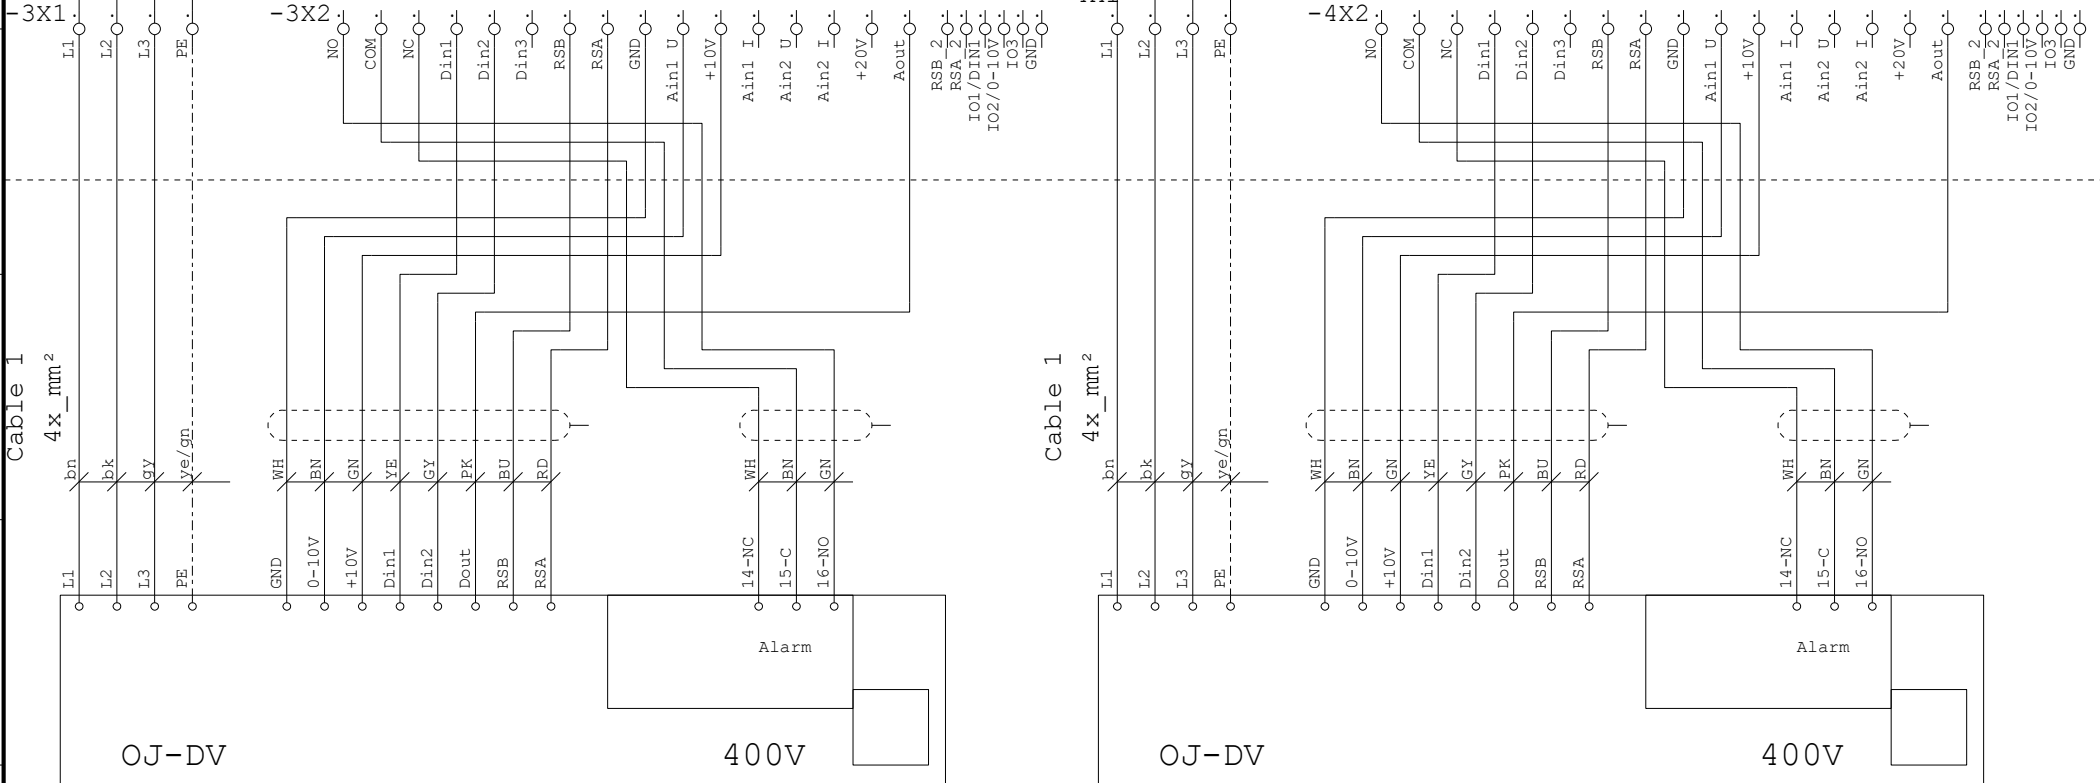 -3X1
L1
L2
L3
PE
-3X2
NO
COM
NC
Din1
Din2
Din3
RSB
RSA
GND
Ain1 U
+10V
Ain1 I
Ain2 U
Ain2 I
+20V
Aout
RSB_2
RSA_2
IO1/DIN1
IO2/0-10V
IO3
GND
L1
L2
L3
PE
-4X2
NO
COM
NC
Din1
Din2
Din3
RSB
RSA
GND
Ain1 U
+10V
Ain1 I
Ain2 U
Ain2 I
+20V
Aout
RSB_2
RSA_2
IO1/DIN1
IO2/0-10V
IO3
GND
Cable 1
4x_mm²
bn
bk
gy
ye/gn
WH
BN
GN
YE
GY
PK
BU
RD
WH
BN
GN
Cable 1
4x_mm²
bn
bk
gy
ye/gn
WH
BN
GN
YE
GY
PK
BU
RD
WH
BN
GN
L1
L2
L3
PE
GND
0-10V
+10V
Din1
Din2
Dout
RSB
RSA
14-NC
15-C
16-NO
L1
L2
L3
PE
GND
0-10V
+10V
Din1
Din2
Dout
RSB
RSA
14-NC
15-C
16-NO
Alarm
Alarm
OJ-DV
400V
OJ-DV
400V